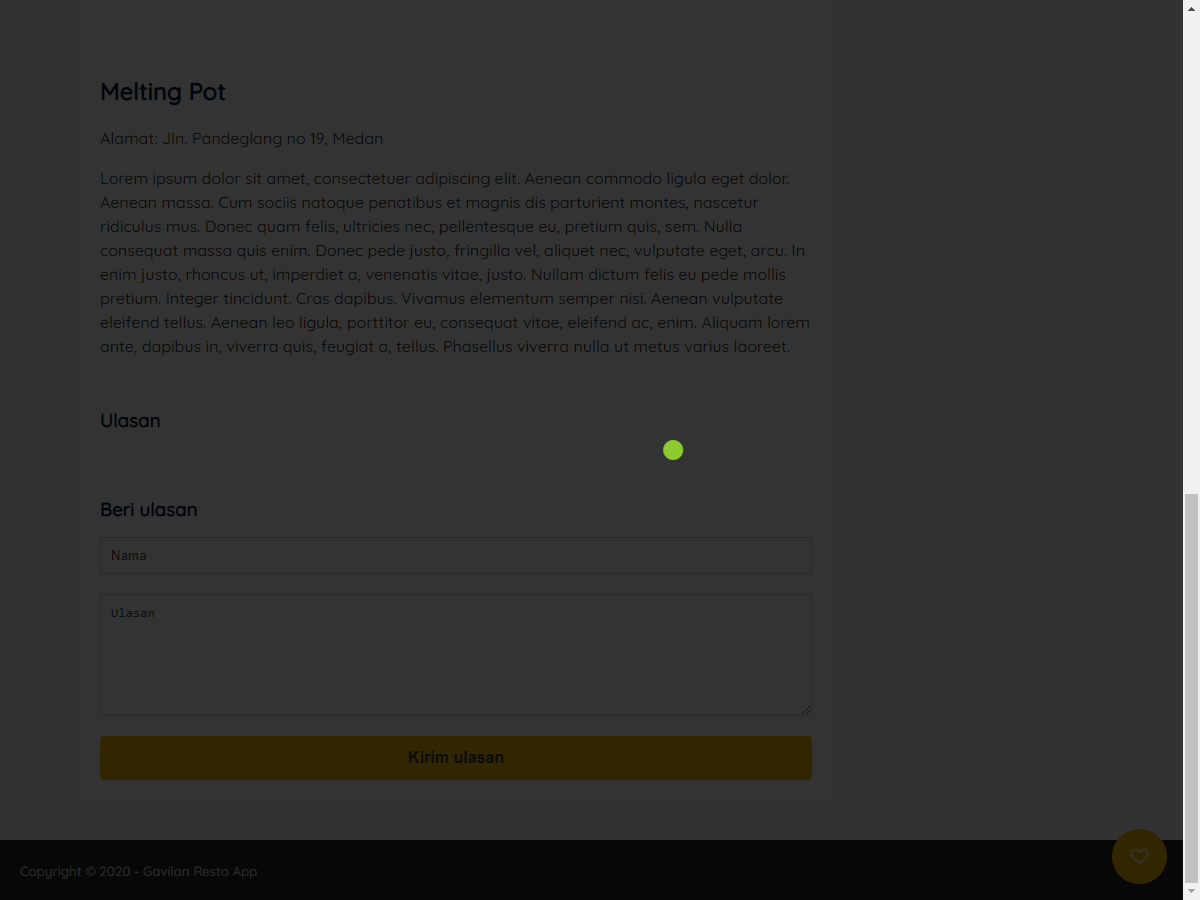 Melting Pot
Alamat: Jln. Pandeglang no 19, Medan
Lorem ipsum dolor sit amet, consectetuer adipiscing elit. Aenean commodo ligula eget dolor.
Aenean massa. Cum sociis natoque penatibus et magnis dis parturient montes, nascetur
ridiculus mus. Donec quam felis, ultricies nec, pellentesque eu, pretium quis, sem. Nulla
consequat massa quis enim. Donec pede justo, fringilla vel, aliquet nec, vulputate eget, arcu. In
enim justo, rhoncus ut, imperdiet a, venenatis vitae, justo. Nullam dictum felis eu pede mollis
pretium. Integer tincidunt. Cras dapibus. Vivamus elementum semper nisi. Aenean vulputate
eleifend tellus. Aenean leo ligula, porttitor eu, consequat vitae, eleifend ac, enim. Aliquam lorem
ante, dapibus in, viverra quis, feugiat a, tellus. Phasellus viverra nulla ut metus varius laoreet.
Ulasan
Beri ulasan
Nama
Ulasan
Kirim ulasan
Copyright © 2020 - Gavilan Resto App